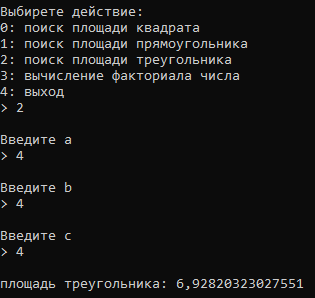 Выбирете действие:
0: поиск площади квадрата
1: поиск площади прямоугольника
2: поиск площади треугольника
3: вычисление факториала числа
4: выход
> 2
Введите a
> 4
Введите b
> 4
Введите c
> 4
площадь треугольника: 6,92820323027551